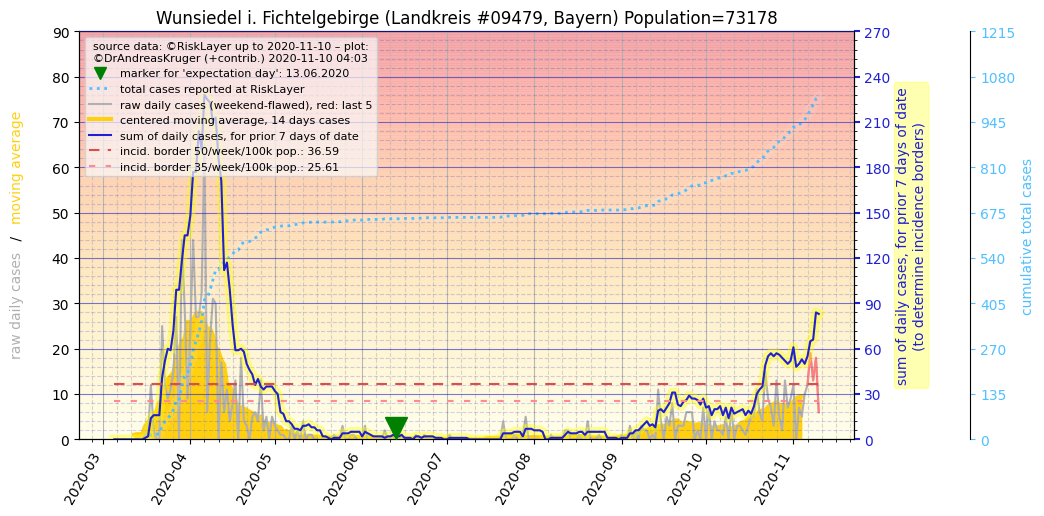 Wunsiedel i. Fichtelgebirge (Landkreis #09479, Bayern) Population=73178
source data: ©RiskLayer up to 2020-11-10 – plot:
©DrAndreasKruger (+contrib.) 2020-11-10 04:03
marker for 'expectation day': 13.06.2020
total cases reported at RiskLayer
raw daily cases (weekend-flawed), red: last 5
centered moving average, 14 days cases
sum of daily cases, for prior 7 days of date
incid. border 50/week/100k pop.: 36.59
incid. border 35/week/100k pop.: 25.61
raw daily cases / moving average
90
80
70
60
50
40
30
20
10
0
2020-03
2020-04
2020-05
2020-06
2020-07
2020-08
2020-09
2020-10
2020-11
270
240
210
180
150
120
90
60
30
0
sum of daily cases, for prior 7 days of date
(to determine incidence borders)
1215
1080
945
810
675
540
405
270
135
0
cumulative total cases